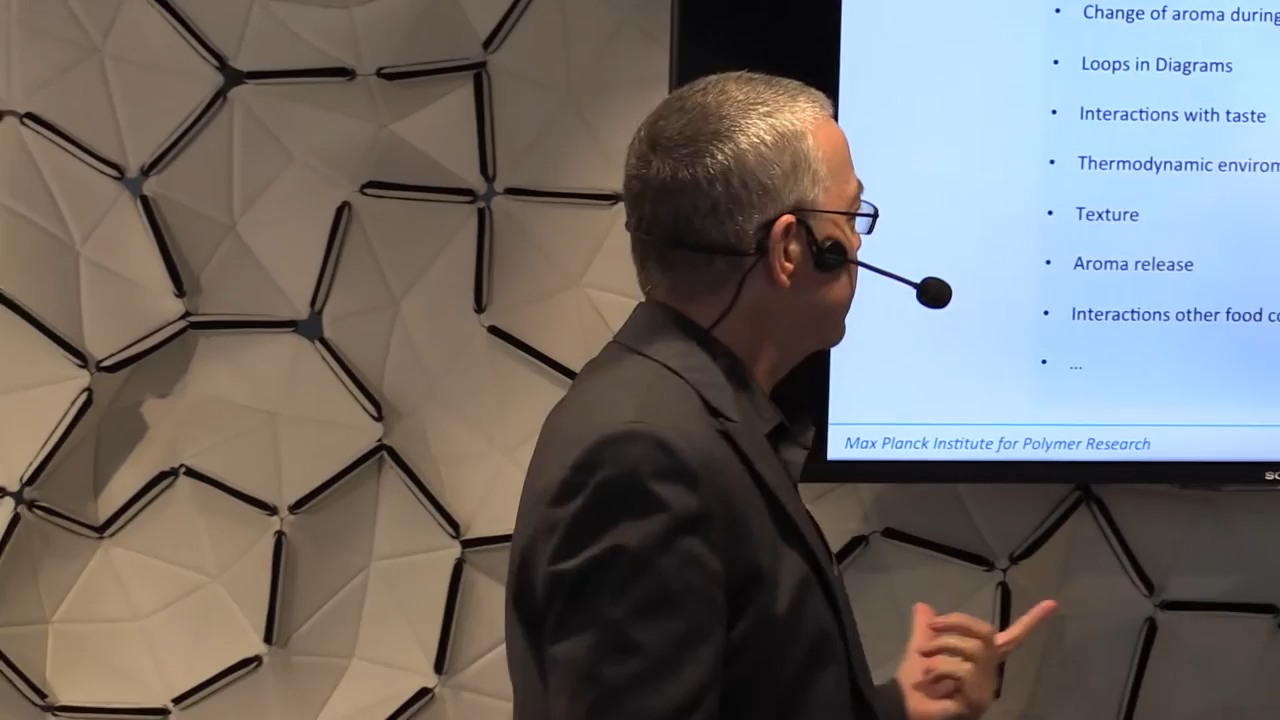 • Change of aroma during
• Loops in Diagrams
• Interactions with taste
• Thermodynamic
• Texture
• Aroma release
• Interactions other food
• ...
Max Planck Institute for Polymer Research